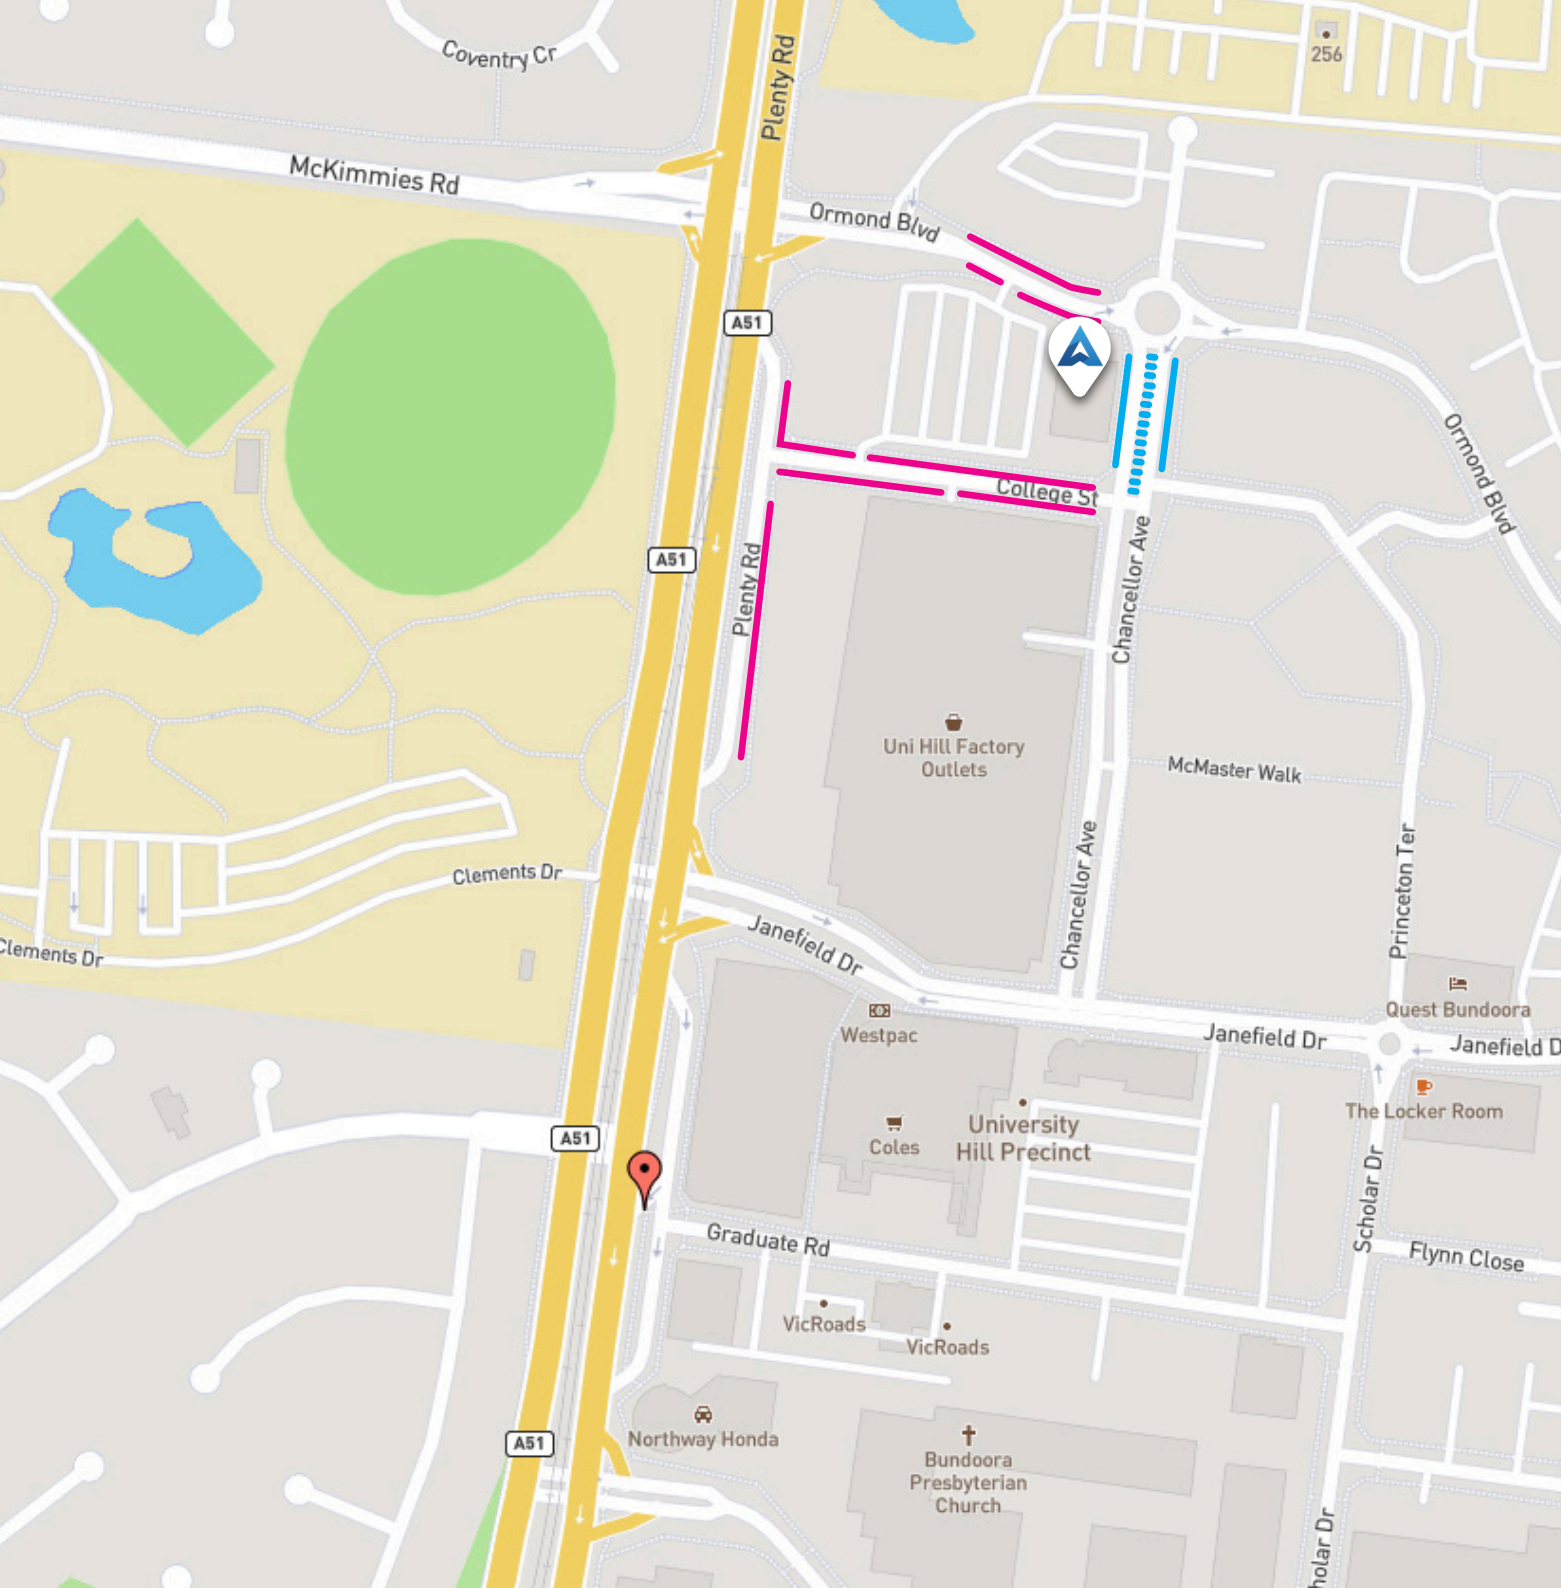 Coventry Cr
Plenty Rd
256
McKimmies Rd
Ormond Blvd
A51
Ormond Blvd
College St
A51
Plenty Rd
Chancellor Ave
Uni Hill Factory
Outlets
McMaster Walk
Clements Dr
Chancellor Ave
Princeton Ter
Janefield Dr
Clements Dr
Quest Bundoora
Westpac
Janefield Dr
Janefield D
The Locker Room
University
Hill Precinct
A51
Coles
Scholar Dr
Graduate Rd
Flynn Close
VicRoads
VicRoads
Northway Honda
A51
Bundoora
Presbyterian
Church
holar Dr